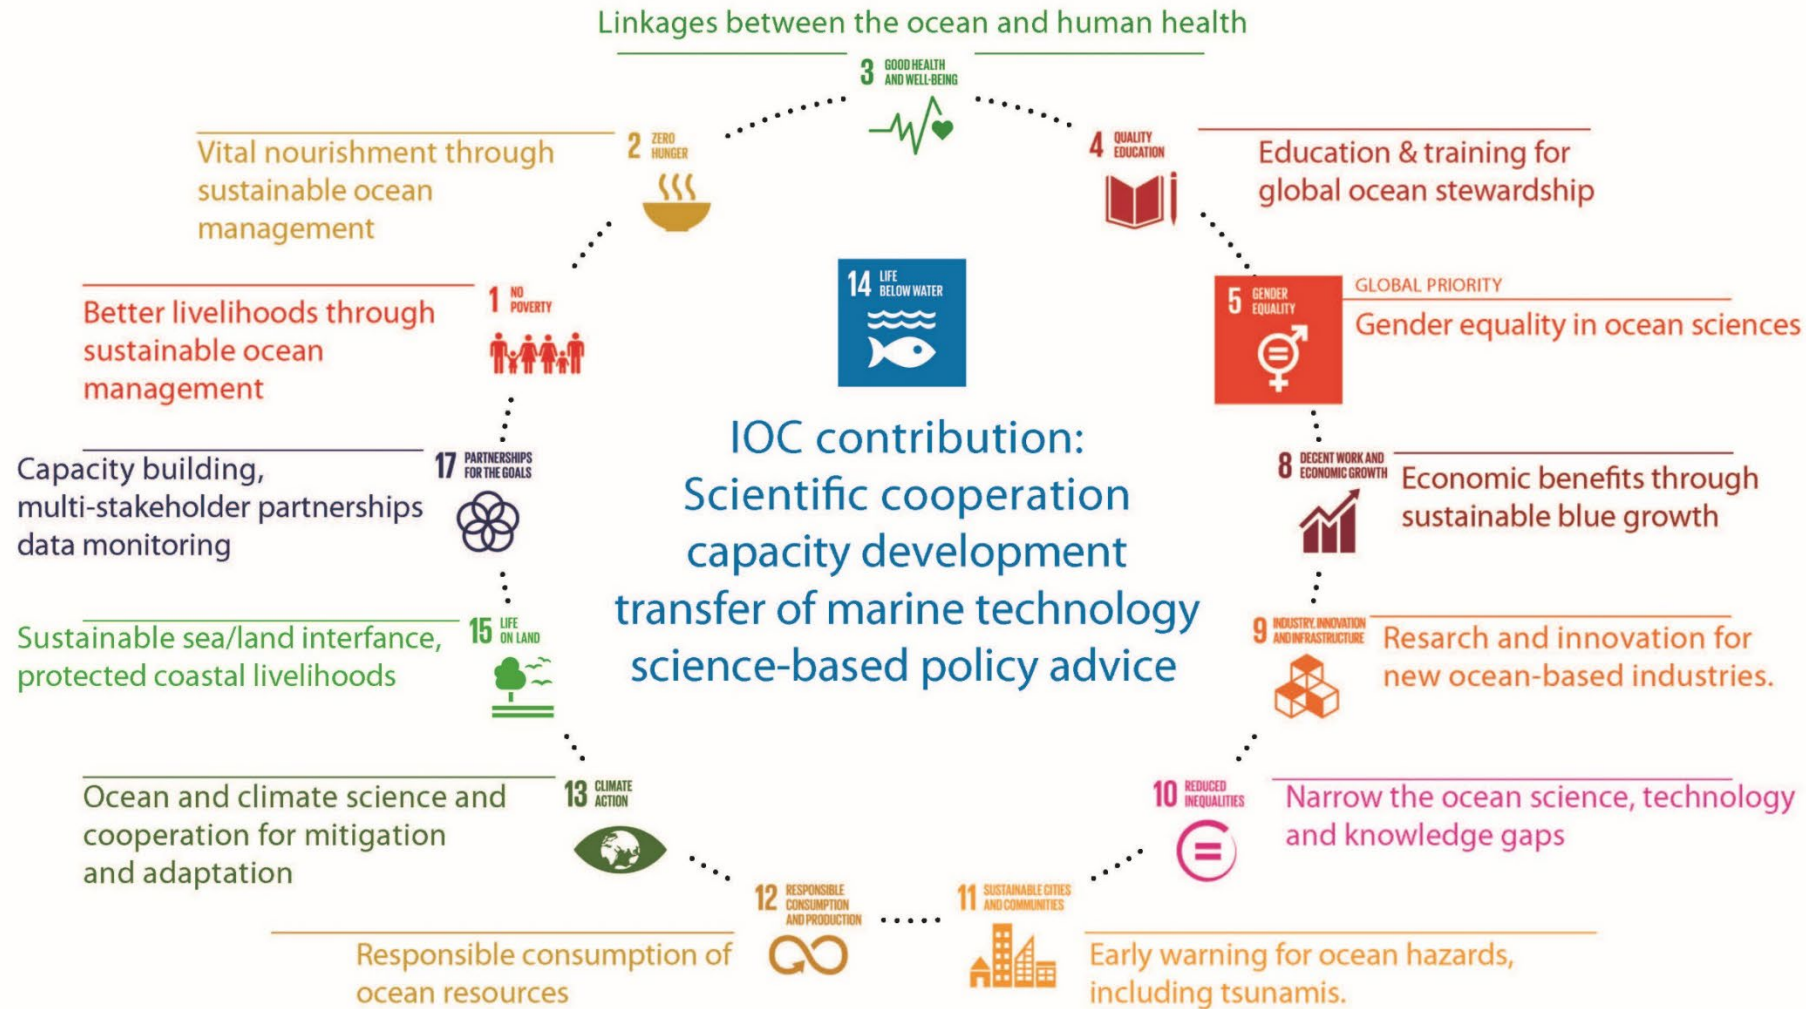 Linkages between the ocean and human health
3 GOOD HEALTH
AND WELL-BEING
2 ZERO
HUNGER
Vital nourishment through
sustainable ocean
management
4 QUALITY
EDUCATION
Education & training for
global ocean stewardship
1 NO
POVERTY
Better livelihoods through
sustainable ocean
management
14 LIFE
BELOW WATER
5 GENDER
EQUALITY
GLOBAL PRIORITY
Gender equality in ocean sciences
IOC contribution:
Scientific cooperation
capacity development
transfer of marine technology
science-based policy advice
17 PARTNERSHIPS
FOR THE GOALS
Capacity building,
multi-stakeholder partnerships
data monitoring
8 DECENT WORK AND
ECONOMIC GROWTH
Economic benefits through
sustainable blue growth
15 LIFE
ON LAND
Sustainable sea/land interfance,
protected coastal livelihoods
9 INDUSTRY, INNOVATION
AND INFRASTRUCTURE
Resarch and innovation for
new ocean-based industries.
13 CLIMATE
ACTION
Ocean and climate science and
cooperation for mitigation
and adaptation
10 REDUCED
INEQUALITIES
Narrow the ocean science, technology
and knowledge gaps
12 RESPONSIBLE
CONSUMPTION
AND PRODUCTION
Responsible consumption of
ocean resources
11 SUSTAINABLE CITIES
AND COMMUNITIES
Early warning for ocean hazards,
including tsunamis.